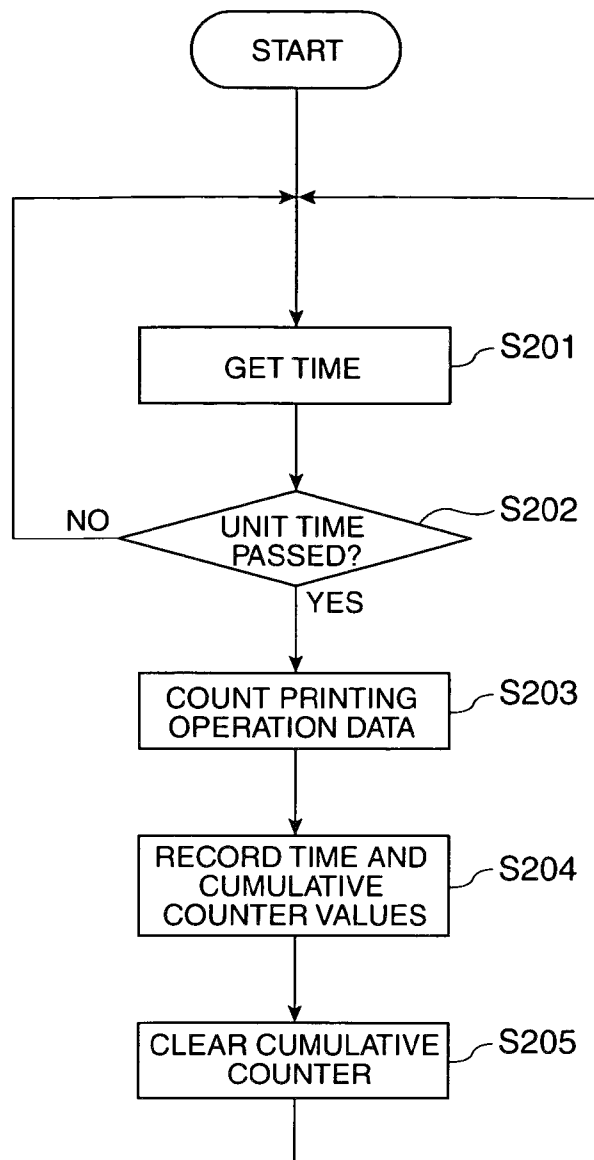 START
GET TIME
S201
UNIT TIME
PASSED?
S202
NO
YES
COUNT PRINTING
OPERATION DATA
S203
RECORD TIME AND
CUMULATIVE
COUNTER VALUES
S204
CLEAR CUMULATIVE
COUNTER
S205